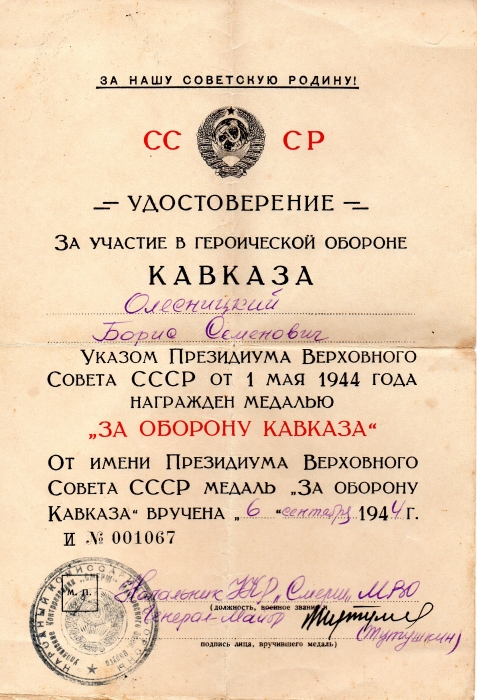 ЗА НАШУ СОВЕТСКУЮ РОДИНУ!
СС СР
УДОСТОВЕРЕНИЕ
ЗА УЧАСТИЕ В ГЕРОИЧЕСКОЙ ОБОРОНЕ
КАВКАЗА
Олесницкий
Борис Семенович
УКАЗОМ ПРЕЗИДИУМА ВЕРХОВНОГО
СОВЕТА СССР ОТ 1 МАЯ 1944 ГОДА
НАГРАЖДЕН МЕДАЛЬЮ
„ЗА ОБОРОНУ КАВКАЗА“
ОТ ИМЕНИ ПРЕЗИДИУМА ВЕРХОВНОГО
СОВЕТА СССР МЕДАЛЬ „ЗА ОБОРОНУ
КАВКАЗА“ ВРУЧЕНА „6“ сентября 1944 г.
И № 001067
М. П.
Начальник УКР „Смерш“ МВО
(должность, военное звание и
Генерал-Майор
(Тутушкин)
подпись лица, вручившего медаль)